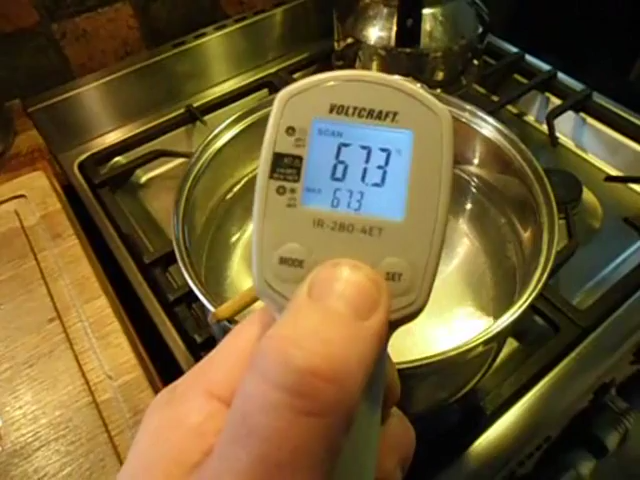 VOLTCRAFT
SCAN
67.3
MAX 67.3
IR-280-4ET
MODE
SET